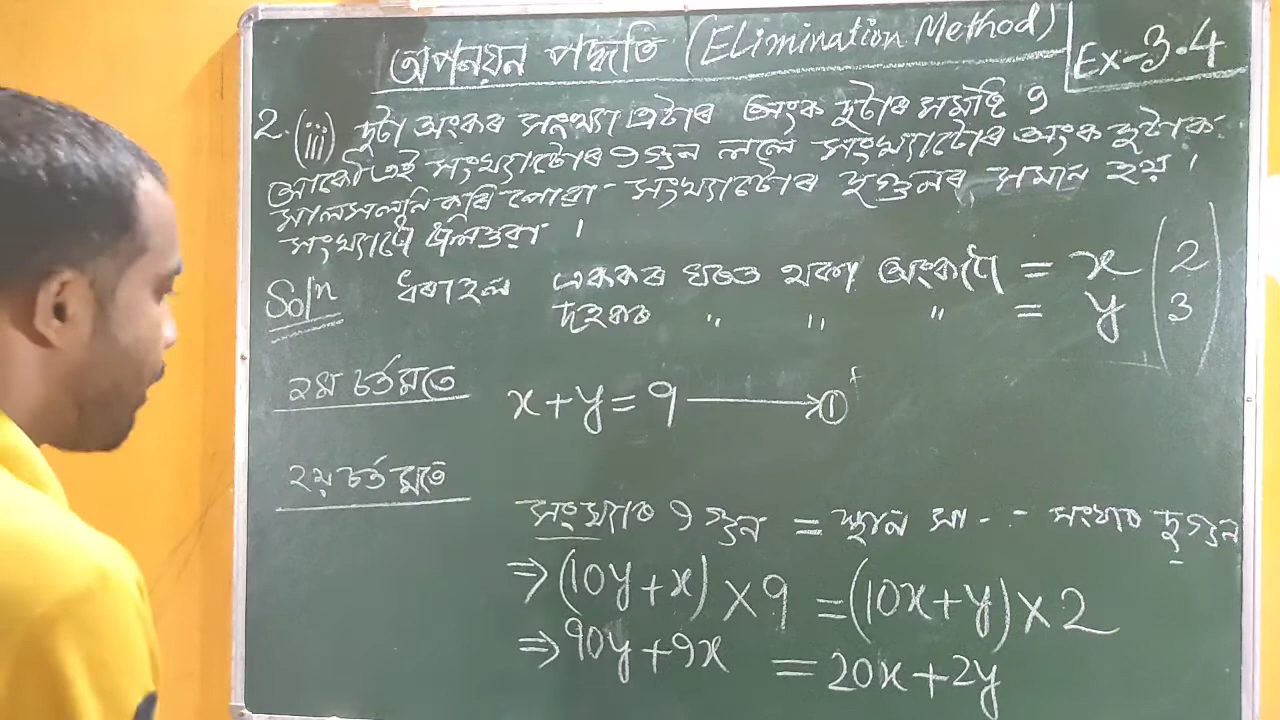 অপনয়ন পদ্ধতি (Elimination Method)
Ex-3.4
2. (iii) দুটা অংকৰ সংখ্যা এটাৰ অংক দুটাৰ সমষ্টি 9
আকৌ এই সংখ্যাটোৰ 9 গুন ললে সংখ্যাটোৰ অংক দুটাক
সালসলনি কৰি পোৱা সংখ্যাটোৰ দুগুনৰ সমান হয়।
সংখ্যাটো উলিওৱা ।
Soln ধৰাহল এককৰ ঘৰত থকা অংকটো = x (2
দহকৰ " " " = y 3)
১ম চৰ্তমতে x+y=9 → ①
২য় চৰ্তমতে
সংখ্যাৰ 9 গুন = স্থান সা-- সংখ্যাৰ দুগুন
⇒(10y+x)×9 =(10x+y)×2
⇒90y+9x = 20x+2y